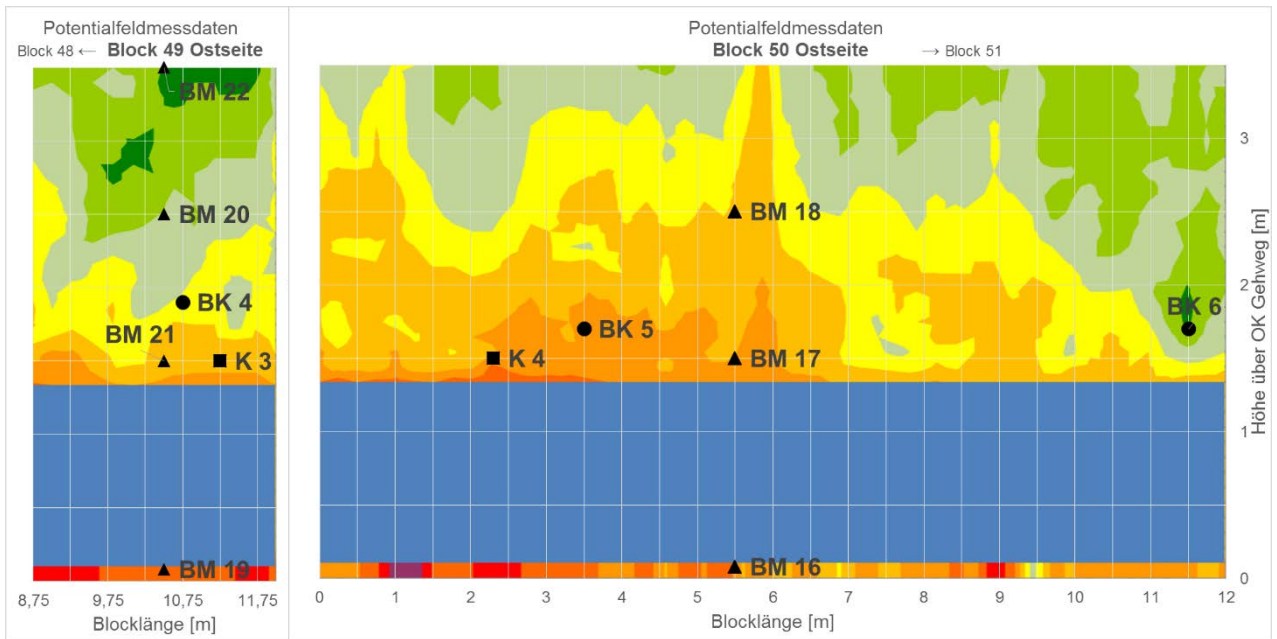 Potentialfeldmessdaten
Block 48 ← Block 49 Ostseite
BM 22
BM 20
BK 4
BM 21
K 3
BM 19
8,75 9,75 10,75 11,75
Blocklänge [m]
Potentialfeldmessdaten
Block 50 Ostseite → Block 51
BM 18
BK 6
BK 5
K 4
BM 17
BM 16
3
2
1
0
Höhe über OK Gehweg [m]
0 1 2 3 4 5 6 7 8 9 10 11 12
Blocklänge [m]